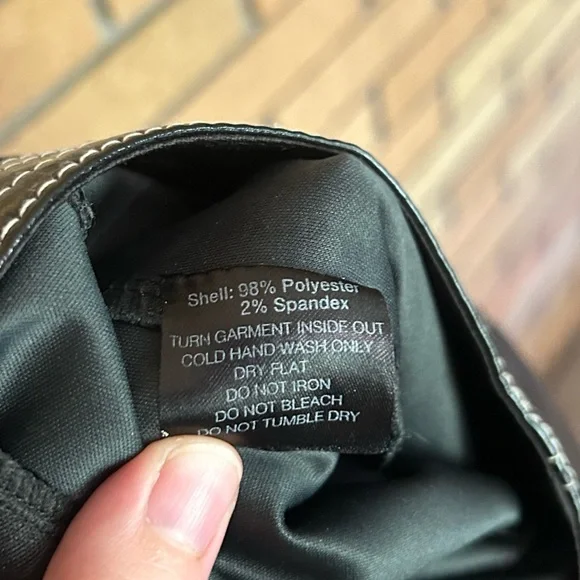 Shell: 98% Polyester
2% Spandex
TURN GARMENT INSIDE OUT
COLD HAND WASH ONLY
DRY FLAT
DO NOT IRON
DO NOT BLEACH
DO NOT TUMBLE DRY